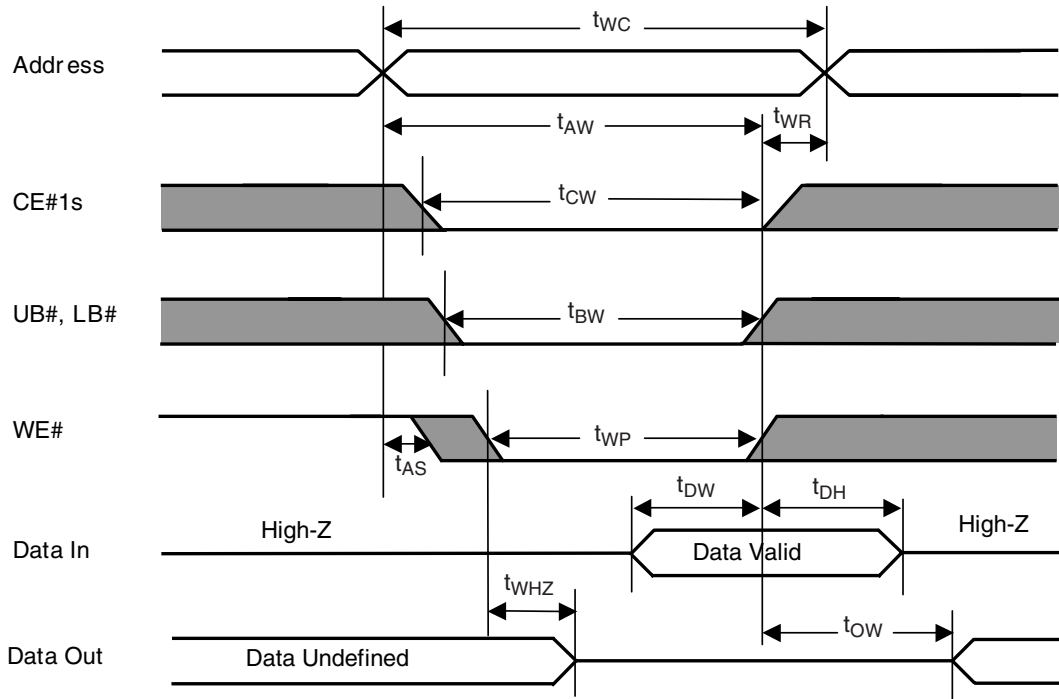 tWC
Address
tAW
tWR
CE#1s
tCW
UB#, LB#
tBW
WE#
tWP
tAS
tDW
tDH
High-Z
High-Z
Data In
Data Valid
tWHZ
tOW
Data Out
Data Undefined